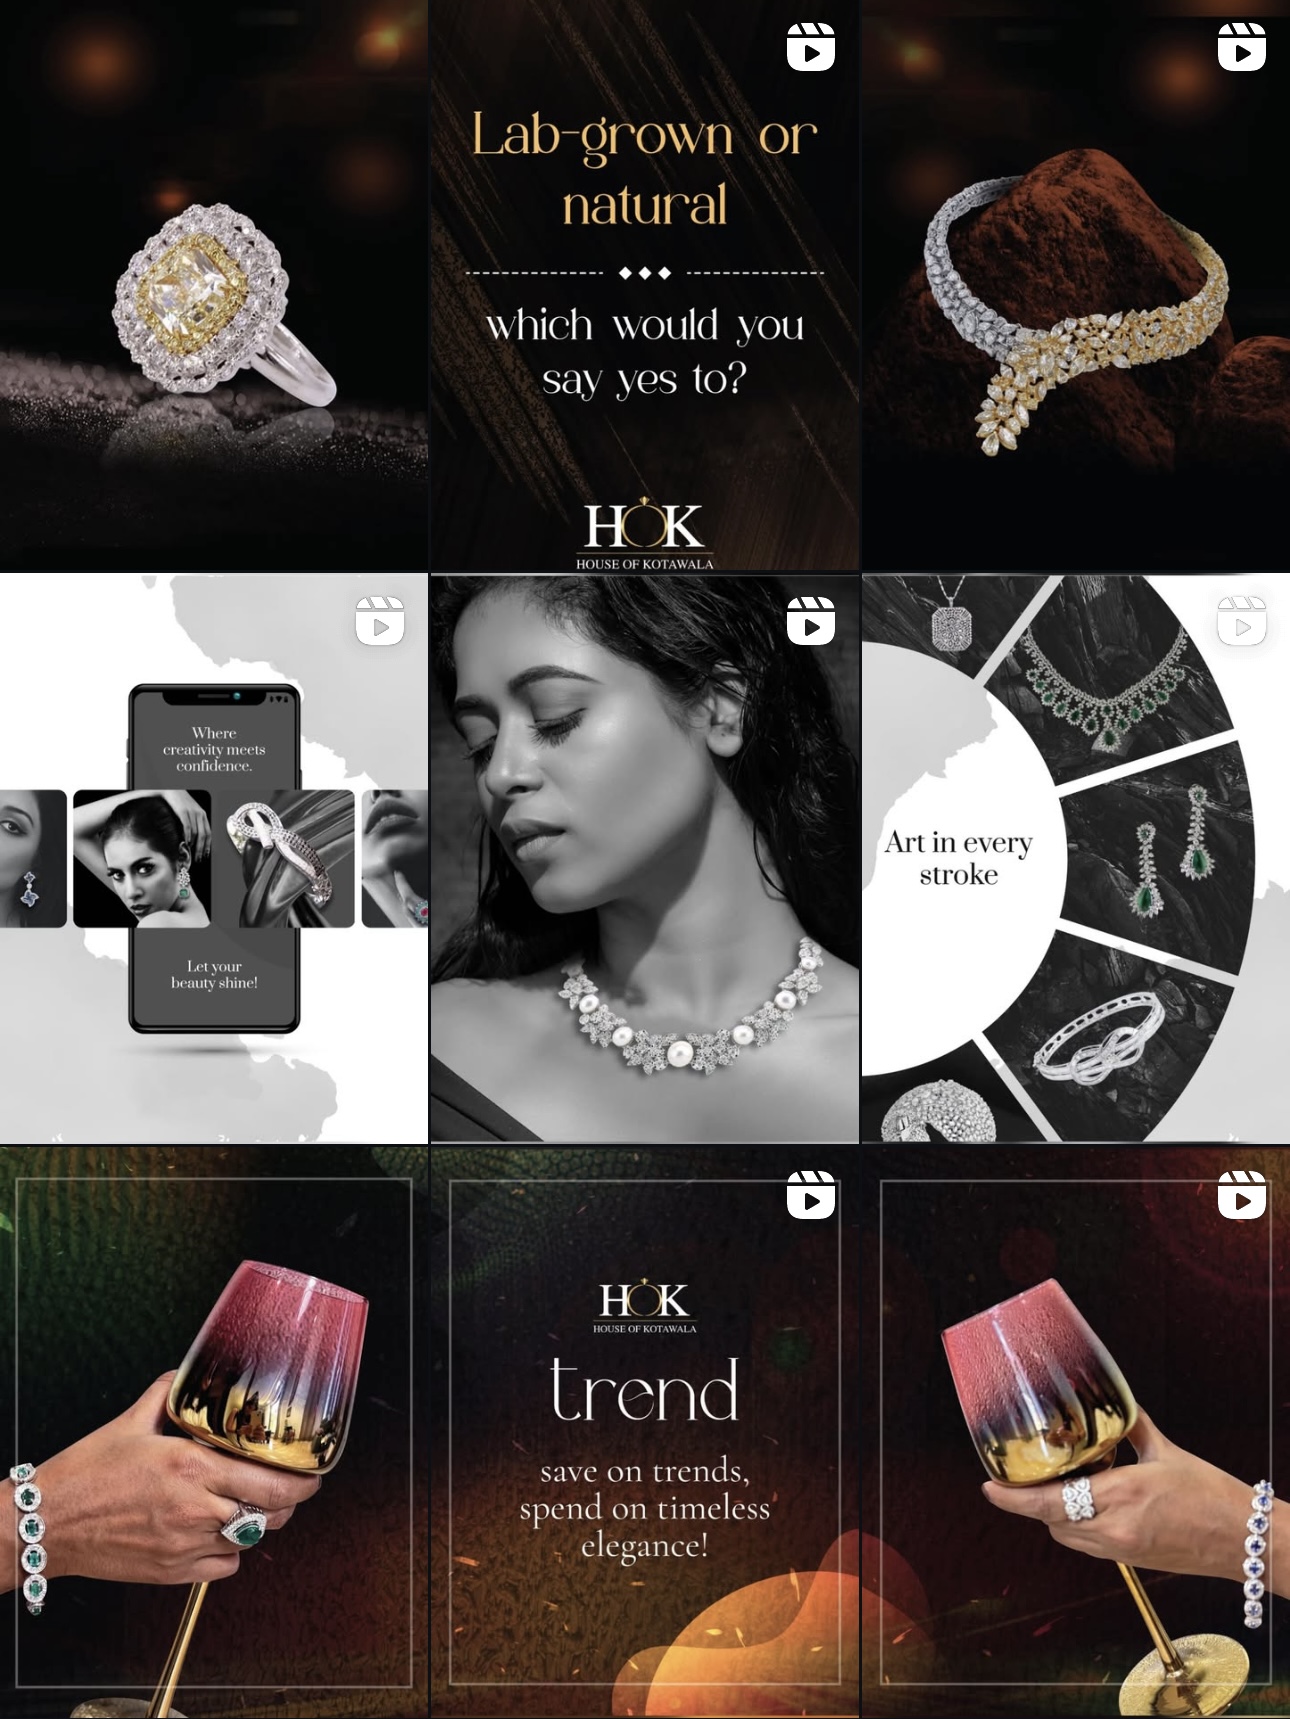 Lab-grown or
natural
which would you
say yes to?
HOK
HOUSE OF KOTAWALA
Where
creativity meets
confidence.
Let your
beauty shine!
Art in every
stroke
HOK
HOUSE OF KOTAWALA
trend
save on trends,
spend on timeless
elegance!